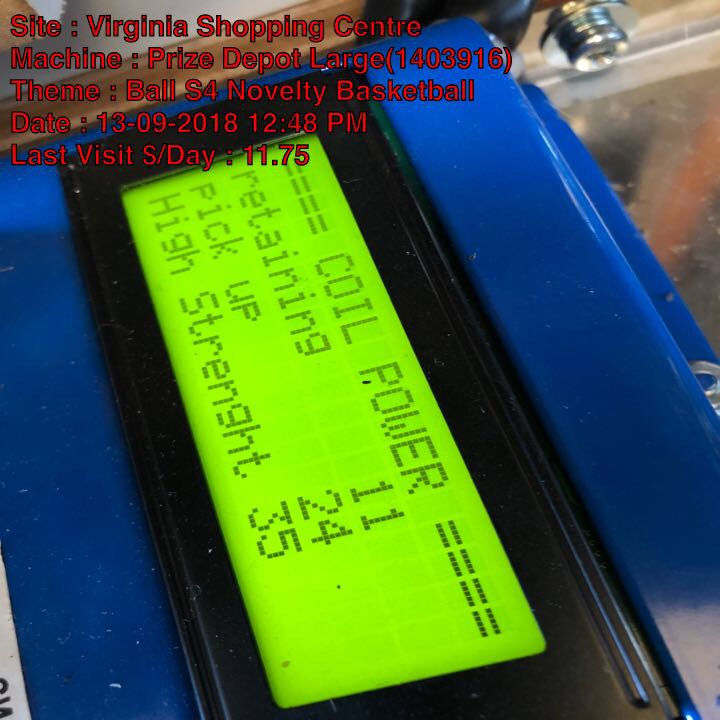 Site : Virginia Shopping Centre
Machine : Prize Depot Large(1403916)
Theme : Ball S4 Novelty Basketball
Date : 13-09-2018 12:48 PM
Last Visit $/Day : 11.75
==== COIL POWER ====
retaining 11
Pick up 24
High Strenght 35